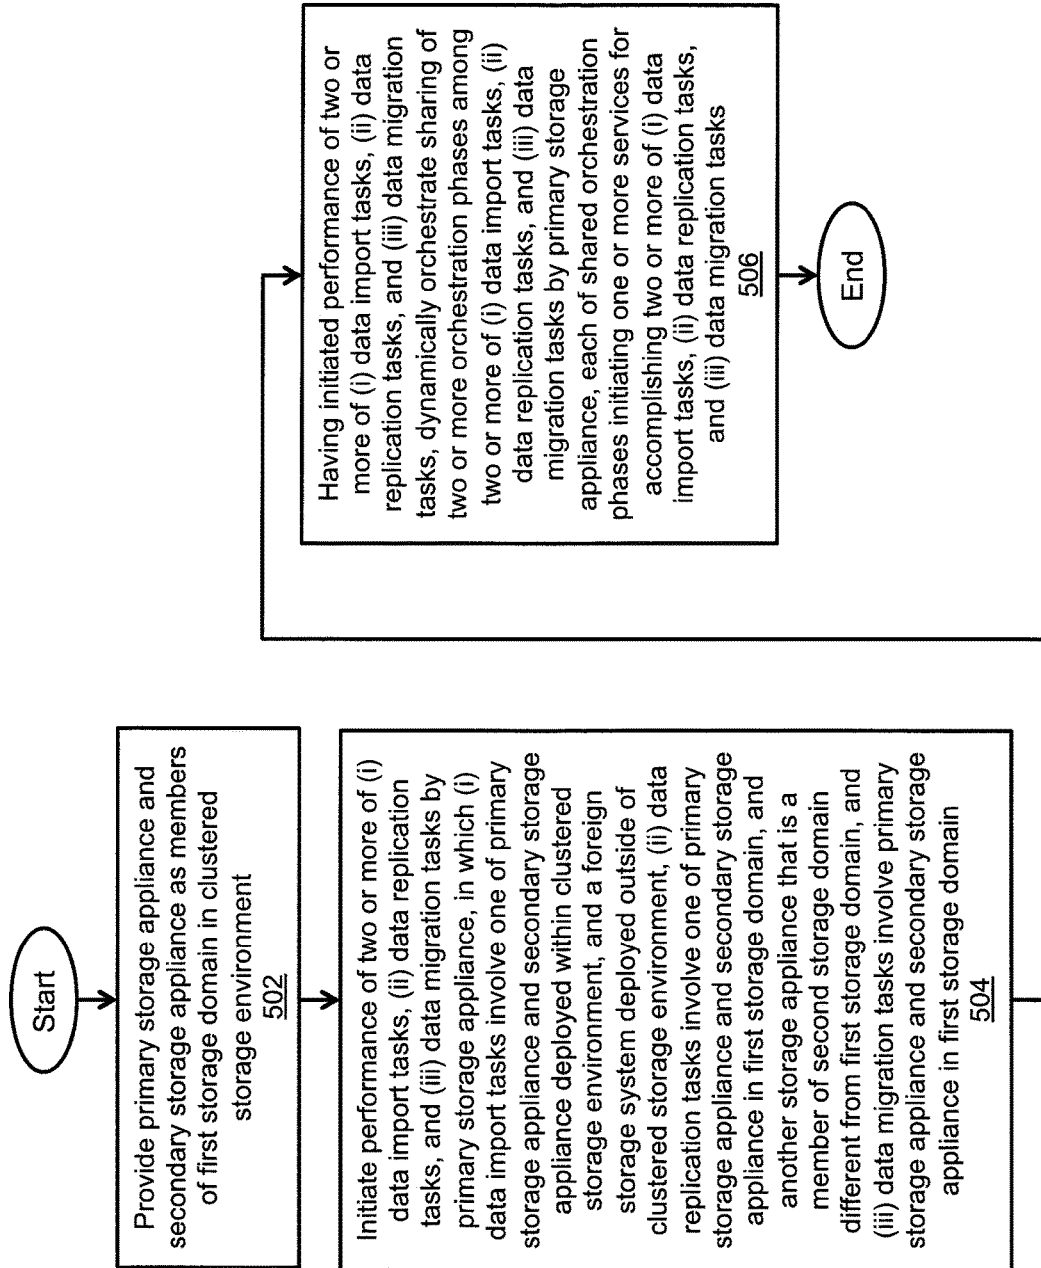 Start
Provide primary storage appliance and
secondary storage appliance as members
of first storage domain in clustered
storage environment
502
Initiate performance of two or more of (i)
data import tasks, (ii) data replication
tasks, and (iii) data migration tasks by
primary storage appliance, in which (i)
data import tasks involve one of primary
storage appliance and secondary storage
appliance deployed within clustered
storage environment, and a foreign
storage system deployed outside of
clustered storage environment, (ii) data
replication tasks involve one of primary
storage appliance and secondary storage
appliance in first storage domain, and
another storage appliance that is a
member of second storage domain
different from first storage domain, and
(iii) data migration tasks involve primary
storage appliance and secondary storage
appliance in first storage domain
504
Having initiated performance of two or
more of (i) data import tasks, (ii) data
replication tasks, and (iii) data migration
tasks, dynamically orchestrate sharing of
two or more orchestration phases among
two or more of (i) data import tasks, (ii)
data replication tasks, and (iii) data
migration tasks by primary storage
appliance, each of shared orchestration
phases initiating one or more services for
accomplishing two or more of (i) data
import tasks, (ii) data replication tasks,
and (iii) data migration tasks
506
End